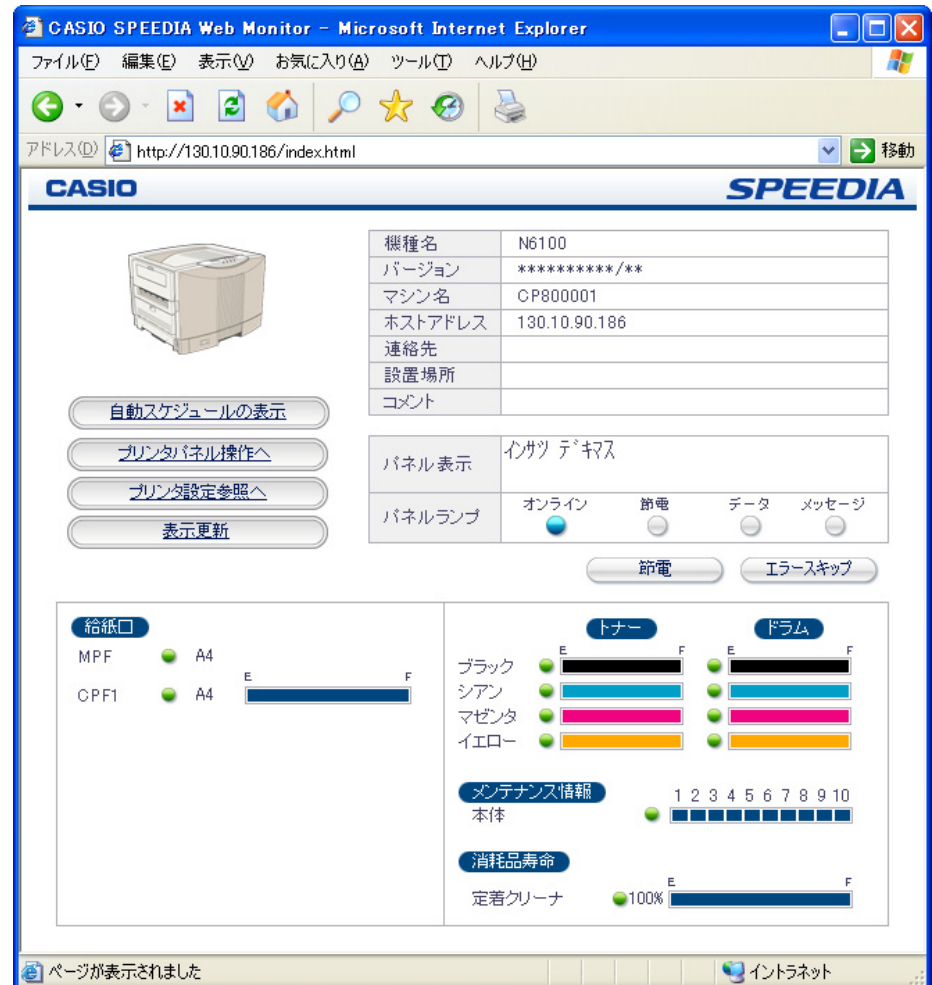 CASIO SPEEDIA Web Monitor - Microsoft Internet Explorer
ファイル(F) 編集(E) 表示(V) お気に入り(A) ツール(T) ヘルプ(H)
アドレス(D) http://130.10.90.186/index.html 移動
CASIO SPEEDIA
機種名 N6100
バージョン **********/**
マシン名 CP800001
ホストアドレス 130.10.90.186
連絡先
設置場所
コメント
自動スケジュールの表示
プリンタパネル操作へ
プリンタ設定参照へ
表示更新
パネル表示 インサツ デキマス
パネルランプ オンライン 節電 データ メッセージ
節電 エラースキップ
給紙口
MPF A4
CPF1 A4 E F
トナー ドラム
E F E F
ブラック
シアン
マゼンタ
イエロー
メンテナンス情報 1 2 3 4 5 6 7 8 9 10
本体
消耗品寿命
E F
定着クリーナ 100%
ページが表示されました イントラネット